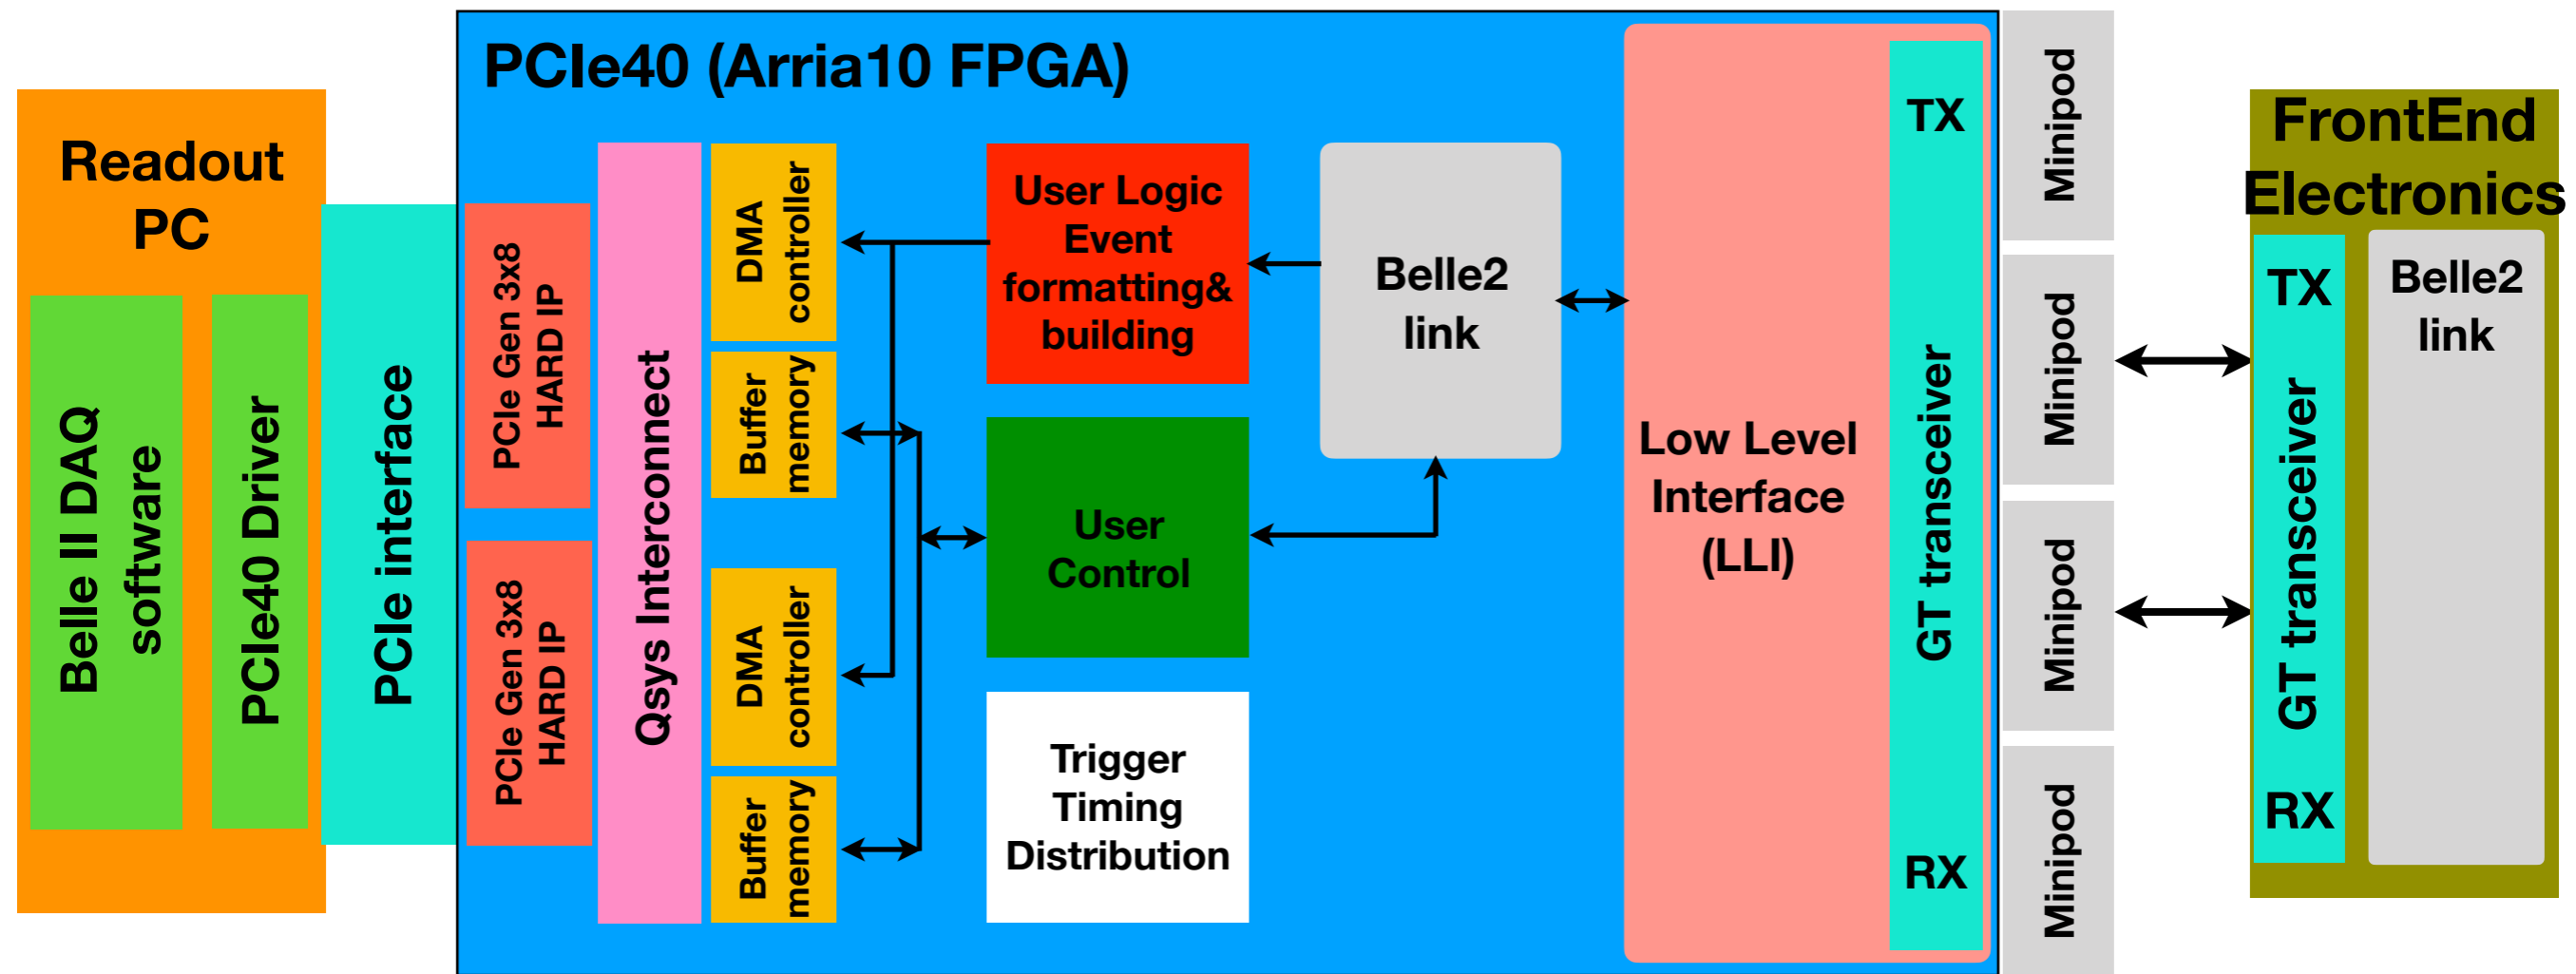 PCIe40 (Arria10 FPGA)
Readout
PC
Belle II DAQ
software
PCIe40 Driver
PCIe interface
PCIe Gen 3x8
HARD IP
PCIe Gen 3x8
HARD IP
Qsys Interconnect
DMA
controller
Buffer
memory
DMA
controller
Buffer
memory
User Logic
Event
formatting&
building
User
Control
Trigger
Timing
Distribution
Belle2
link
Low Level
Interface
(LLI)
TX
GT transceiver
RX
Minipod
Minipod
Minipod
Minipod
FrontEnd
Electronics
TX
GT transceiver
RX
Belle2
link